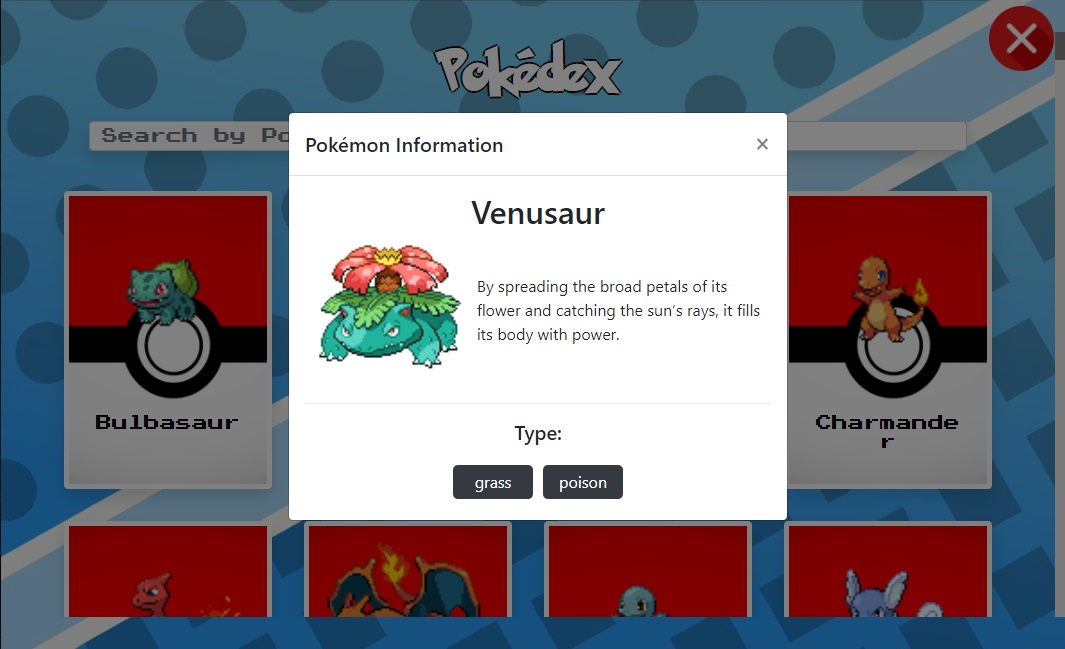 Pokédex
Search by Po
Pokémon Information
×
Venusaur
By spreading the broad petals of its
flower and catching the sun’s rays, it fills
its body with power.
Type:
grass poison
Bulbasaur
Charmande
r